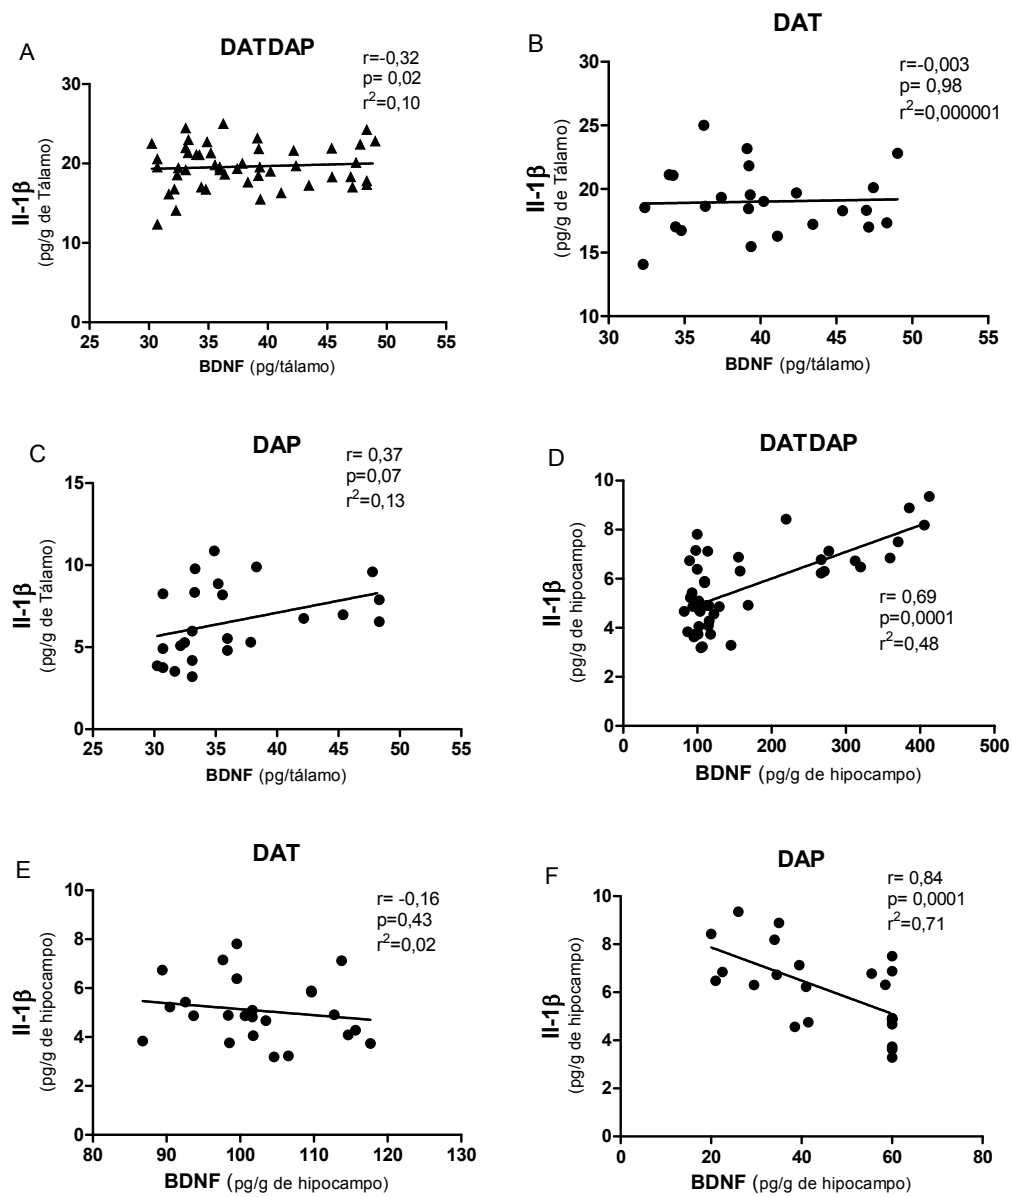 A
DATDAP
r=-0,32
p= 0,02
r²=0,10
Il-1β
(pg/g de Tálamo)
30
20
10
0
25 30 35 40 45 50 55
BDNF (pg/tálamo)
B
DAT
r=-0,003
p= 0,98
r²=0,000001
Il-1β
(pg/g de Tálamo)
30
25
20
15
10
30 35 40 45 50 55
BDNF (pg/tálamo)
C
DAP
r= 0,37
p=0,07
r²=0,13
Il-1β
(pg/g de Tálamo)
15
10
5
0
25 30 35 40 45 50 55
BDNF (pg/tálamo)
D
DATDAP
r= 0,69
p=0,0001
r²=0,48
Il-1β
(pg/g de hipocampo)
10
8
6
4
2
0
0 100 200 300 400 500
BDNF (pg/g de hipocampo)
E
DAT
r= -0,16
p=0,43
r²=0,02
Il-1β
(pg/g de hipocampo)
10
8
6
4
2
0
80 90 100 110 120 130
BDNF (pg/g de hipocampo)
F
DAP
r= 0,84
p= 0,0001
r²=0,71
Il-1β
(pg/g de hipocampo)
10
8
6
4
2
0
0 20 40 60 80
BDNF (pg/g de hipocampo)